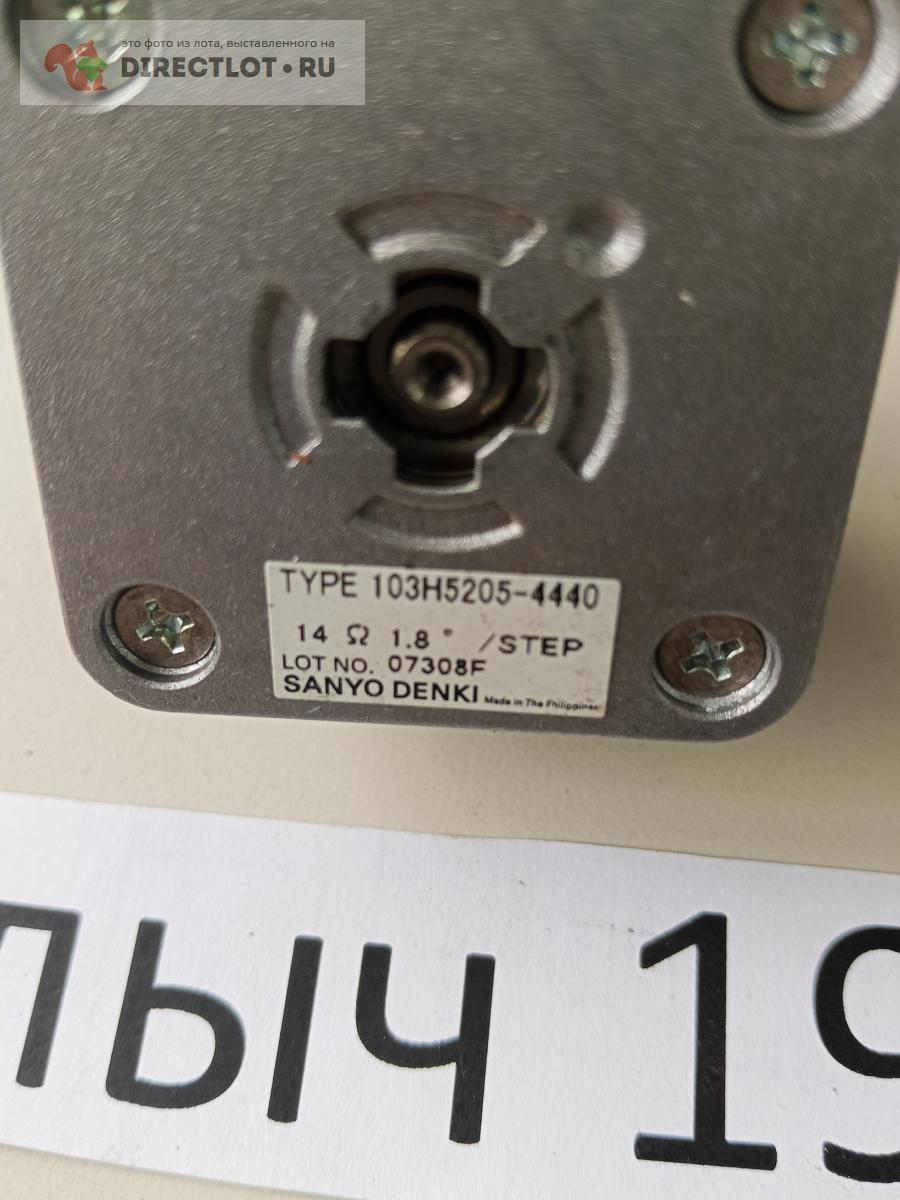 это фото из лота, выставленного на
DIRECTLOT•RU
TYPE 103H5205-4440
14 Ω 1.8° /STEP
LOT NO. 07308F
SANYO DENKI Made in The Philippines
лыч 19